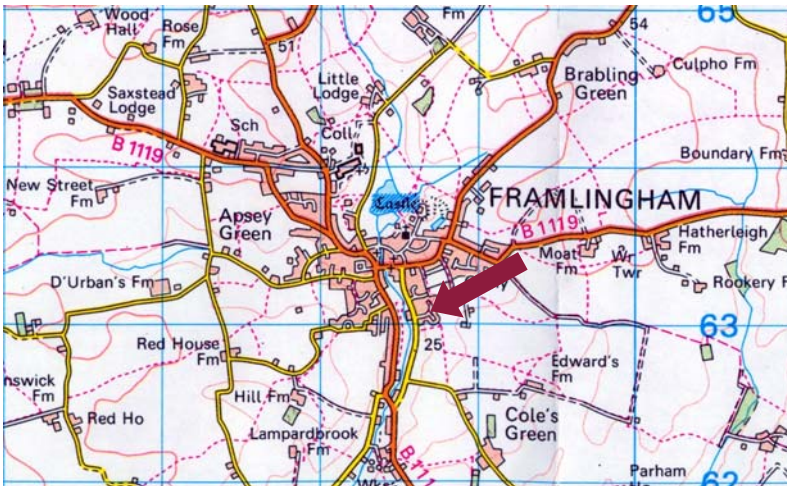 Wood
Hall
Rose
Fm
Fm
51
54
65
Saxstead
Lodge
Little
Lodge
Brabling
Green
Culpho Fm
Sch
Coll
B 1119
Boundary Fm
New Street
Fm
Castle
FRAMLINGHAM
Apsey
Green
B 1119
Moat
Fm
Wr
Twr
Hatherleigh
Fm
D'Urban's Fm
Rookery F
63
Red House
Fm
25
Edward's
Fm
nswick
Fm
Red Ho
Hill Fm
Cole's
Green
Lampardbrook
Fm
B 111
Parham
62